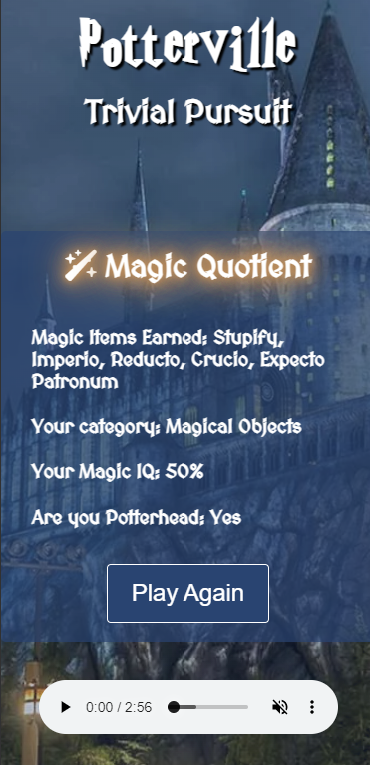 Potterville
Trivial Pursuit
Magic Quotient
Magic Items Earned: Stupify,
Imperio, Reducto, Crucio, Expecto
Patronum
Your category: Magical Objects
Your Magic IQ: 50%
Are you Potterhead: Yes
Play Again
0:00 / 2:56